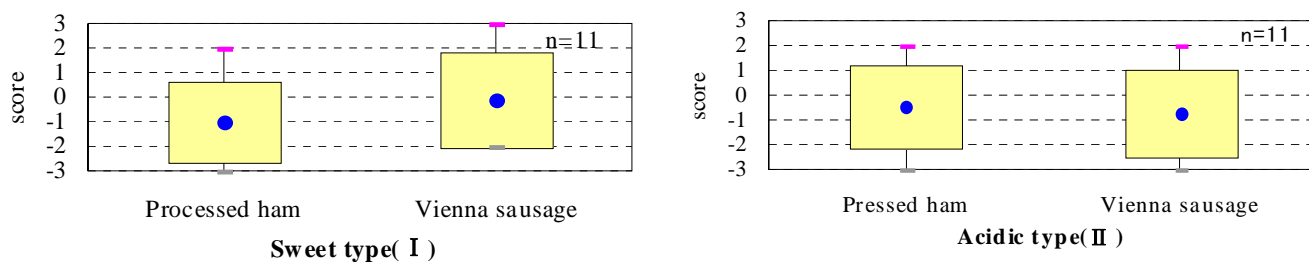 3
2
1
0
-1
-2
-3
score
n=11
Processed ham Vienna sausage
Sweet type( Ⅰ )
3
2
1
0
-1
-2
-3
score
n=11
Pressed ham Vienna sausage
Acidic type(Ⅱ)